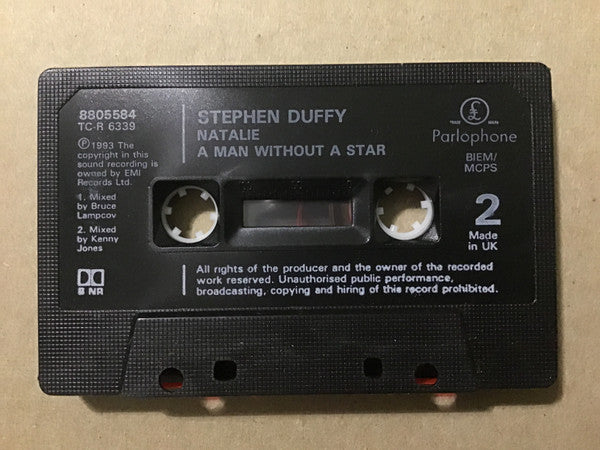 8805584
TC-R 6339
℗1993 The
copyright in this
sound recording is
owned by EMI
Records Ltd.
1. Mixed
by Bruce
Lampcov
2. Mixed
by Kenny
Jones
B NR
STEPHEN DUFFY
NATALIE
A MAN WITHOUT A STAR
£
TRADE MARK
Parlophone
BIEM/
MCPS
2
Made
in UK
All rights of the producer and the owner of the recorded
work reserved. Unauthorised public performance,
broadcasting, copying and hiring of this record prohibited.